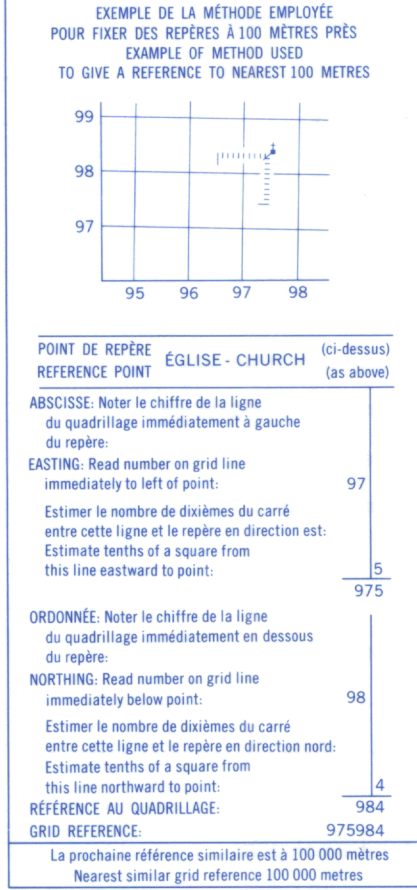 EXEMPLE DE LA MÉTHODE EMPLOYÉE
POUR FIXER DES REPÈRES À 100 MÈTRES PRÈS
EXAMPLE OF METHOD USED
TO GIVE A REFERENCE TO NEAREST 100 METRES
99
98
97
95 96 97 98
POINT DE REPÈRE
REFERENCE POINT
ÉGLISE - CHURCH
(ci-dessus)
(as above)
ABSCISSE: Noter le chiffre de la ligne
du quadrillage immédiatement à gauche
du repère:
EASTING: Read number on grid line
immediately to left of point: 97
Estimer le nombre de dixièmes du carré
entre cette ligne et le repère en direction est:
Estimate tenths of a square from
this line eastward to point: 5
975
ORDONNÉE: Noter le chiffre de la ligne
du quadrillage immédiatement en dessous
du repère:
NORTHING: Read number on grid line
immediately below point: 98
Estimer le nombre de dixièmes du carré
entre cette ligne et le repère en direction nord:
Estimate tenths of a square from
this line northward to point: 4
RÉFÉRENCE AU QUADRILLAGE: 984
GRID REFERENCE: 975984
La prochaine référence similaire est à 100 000 mètres
Nearest similar grid reference 100 000 metres